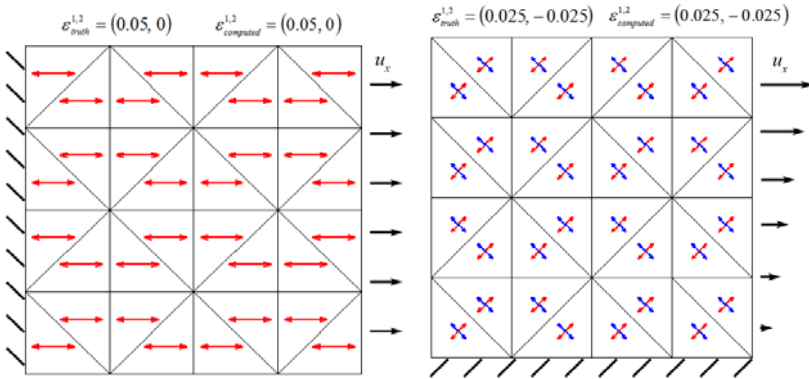 ε^{1,2}_{truth} = (0.05, 0)   ε^{1,2}_{computed} = (0.05, 0)
u_x
ε^{1,2}_{truth} = (0.025, −0.025)   ε^{1,2}_{computed} = (0.025, −0.025)
u_x